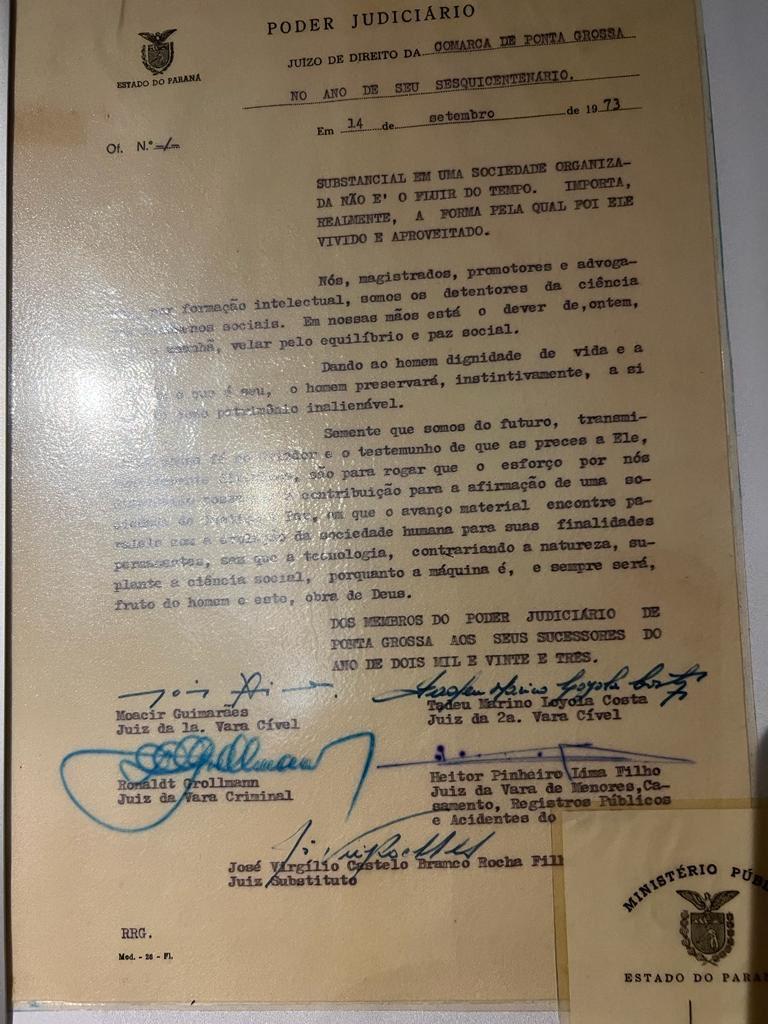 PODER JUDICIÁRIO
ESTADO DO PARANÁ
JUÍZO DE DIREITO DA COMARCA DE PONTA GROSSA
NO ANO DE SEU SESQUICENTENÁRIO.
Em 14 de setembro de 1973
Of. N.º
SUBSTANCIAL EM UMA SOCIEDADE ORGANIZA-
DA NÃO E' O FLUIR DO TEMPO. IMPORTA,
REALMENTE, A FORMA PELA QUAL FOI ELE
VIVIDO E APROVEITADO.
Nós, magistrados, promotores e advoga-
por formação intelectual, somos os detentores da ciência
sociais. Em nossas mãos está o dever de,ontem,
velar pelo equilíbrio e paz social.
Dando ao homem dignidade de vida e a
o que é seu, o homem preservará, instintivamente, a si
patrimônio inalienável.
Semente que somos do futuro, transmi-
e o testemunho de que as preces a Ele,
são para rogar que o esforço por nós
contribuição para a afirmação de uma so-
em que o avanço material encontre pa-
da sociedade humana para suas finalidades
permanentes, sem que a tecnologia, contrariando a natureza, su-
plante a ciência social, porquanto a máquina é, e sempre será,
fruto do homem e este, obra de Deus.
DOS MEMBROS DO PODER JUDICIÁRIO DE
PONTA GROSSA AOS SEUS SUCESSORES DO
ANO DE DOIS MIL E VINTE E TRÊS.
Moacir Guimarães
Juiz da 1a. Vara Cível
Tadeu Marino Loyola Costa
Juiz da 2a. Vara Cível
Ronaldt Grollmann
Juiz da Vara Criminal
Heitor Pinheiro Lima Filho
Juiz da Vara de Menores,Ca-
samento, Registros Públicos
e Acidentes do
José Virgílio Castelo Branco Rocha Fil
Juiz Substituto
RRG.
Mod. - 26 - Fl.
MINISTÉRIO PÚB
ESTADO DO PARA